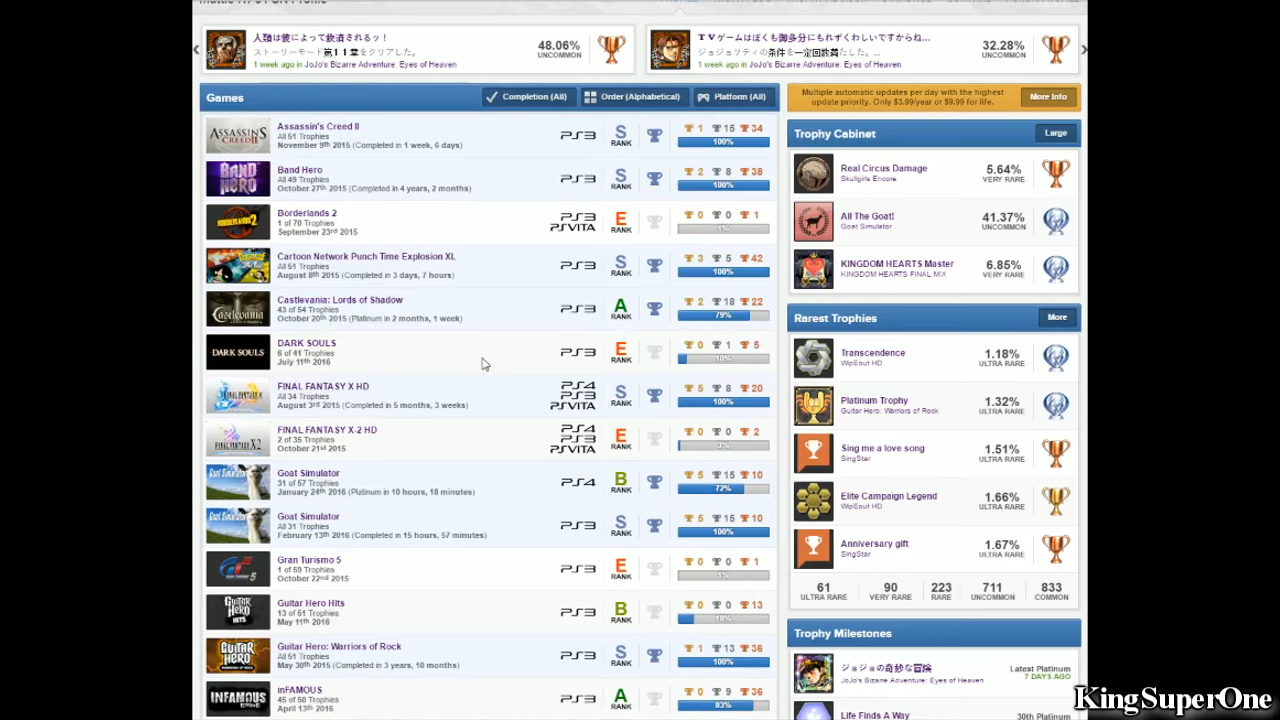 人類は彼によって救済されるッ！
ストーリーモード第１１章をクリアした。
1 week ago in JoJo's Bizarre Adventure: Eyes of Heaven
48.06%
UNCOMMON
ＴＶゲームはぼくも御多分にもれずくわしいですからね...
ジョジョリティの条件を一定回数満たした。...
1 week ago in JoJo's Bizarre Adventure: Eyes of Heaven
32.28%
UNCOMMON
Games
Completion (All)
Order (Alphabetical)
Platform (All)
Assassin's Creed II
All 51 Trophies
November 9th 2015 (Completed in 1 week, 6 days)
PS3
S
RANK
1 15 34
100%
Band Hero
All 49 Trophies
October 27th 2015 (Completed in 4 years, 2 months)
PS3
S
RANK
2 8 38
100%
Borderlands 2
1 of 70 Trophies
September 23rd 2015
PS3
PSVITA
E
RANK
0 0 1
1%
Cartoon Network Punch Time Explosion XL
All 51 Trophies
August 8th 2015 (Completed in 3 days, 7 hours)
PS3
S
RANK
3 5 42
100%
Castlevania: Lords of Shadow
43 of 54 Trophies
October 20th 2015 (Platinum in 2 months, 1 week)
PS3
A
RANK
2 18 22
79%
DARK SOULS
DARK SOULS
6 of 41 Trophies
July 11th 2016
PS3
E
RANK
0 1 5
10%
FINAL FANTASY X HD
All 34 Trophies
August 3rd 2015 (Completed in 5 months, 3 weeks)
PS4
PS3
PSVITA
S
RANK
5 8 20
100%
FINAL FANTASY X-2 HD
2 of 35 Trophies
October 21st 2015
PS4
PS3
PSVITA
E
RANK
0 0 2
3%
Goat Simulator
31 of 57 Trophies
January 24th 2016 (Platinum in 10 hours, 18 minutes)
PS4
B
RANK
5 15 10
72%
Goat Simulator
All 31 Trophies
February 13th 2016 (Completed in 15 hours, 57 minutes)
PS3
S
RANK
5 15 10
100%
Gran Turismo 5
1 of 59 Trophies
October 22nd 2015
PS3
E
RANK
0 0 1
1%
Guitar Hero Hits
13 of 51 Trophies
May 11th 2016
PS3
B
RANK
0 0 13
18%
Guitar Hero: Warriors of Rock
All 51 Trophies
May 30th 2015 (Completed in 3 years, 10 months)
PS3
S
RANK
1 13 36
100%
inFAMOUS
45 of 50 Trophies
April 13th 2016
PS3
A
RANK
0 9 36
83%
Multiple automatic updates per day with the highest
update priority. Only $3.99/year or $9.99 for life.
More Info
Trophy Cabinet
Large
Real Circus Damage
Skullgirls Encore
5.64%
VERY RARE
All The Goat!
Goat Simulator
41.37%
UNCOMMON
KINGDOM HEARTS Master
KINGDOM HEARTS FINAL MIX
6.85%
VERY RARE
Rarest Trophies
More
Transcendence
WipEout HD
1.18%
ULTRA RARE
Platinum Trophy
Guitar Hero: Warriors of Rock
1.32%
ULTRA RARE
Sing me a love song
SingStar
1.51%
ULTRA RARE
Elite Campaign Legend
WipEout HD
1.66%
ULTRA RARE
Anniversary gift
SingStar
1.67%
ULTRA RARE
61 90 223 711 833
ULTRA RARE VERY RARE RARE UNCOMMON COMMON
Trophy Milestones
ジョジョの奇妙な冒険
JoJo's Bizarre Adventure: Eyes of Heaven
Latest Platinum
7 DAYS AGO
Life Finds A Way
30th Platinum
KingSuperOne